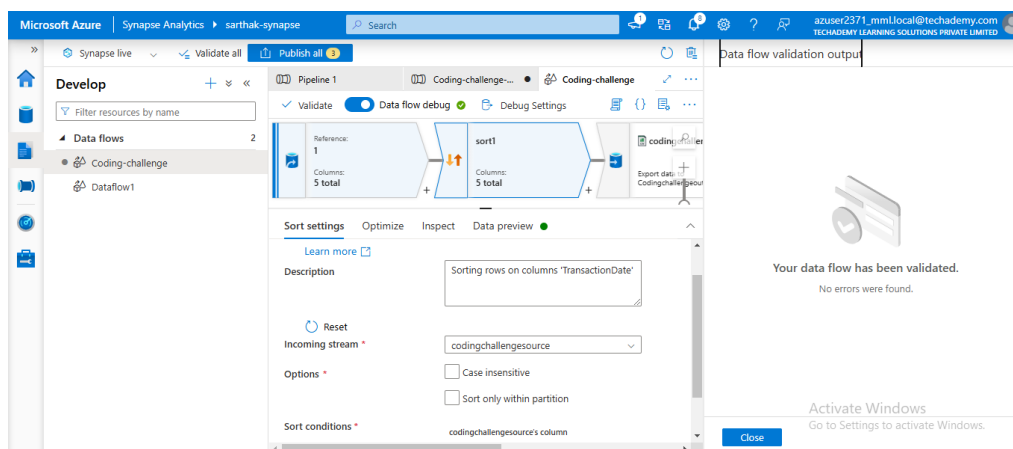 Microsoft Azure
Synapse Analytics
sarthak-synapse
Search
8
azuser2371_mml.local@techademy.com
TECHADEMY LEARNING SOLUTIONS PRIVATE LIMITED
Synapse live
Validate all
Publish all 3
Develop
Filter resources by name
Data flows 2
Coding-challenge
Dataflow1
Pipeline 1
Coding-challenge-...
Coding-challenge
Validate
Data flow debug
Debug Settings
Reference:
1
Columns:
5 total
sort1
Columns:
5 total
Export data to
Sort settings
Optimize
Inspect
Data preview
Learn more
Description
Sorting rows on columns 'TransactionDate'
Reset
Incoming stream *
codingchallengesource
Options *
Case insensitive
Sort only within partition
Sort conditions *
codingchallengesource's column
Data flow validation output
Your data flow has been validated.
No errors were found.
Activate Windows
Go to Settings to activate Windows.
Close